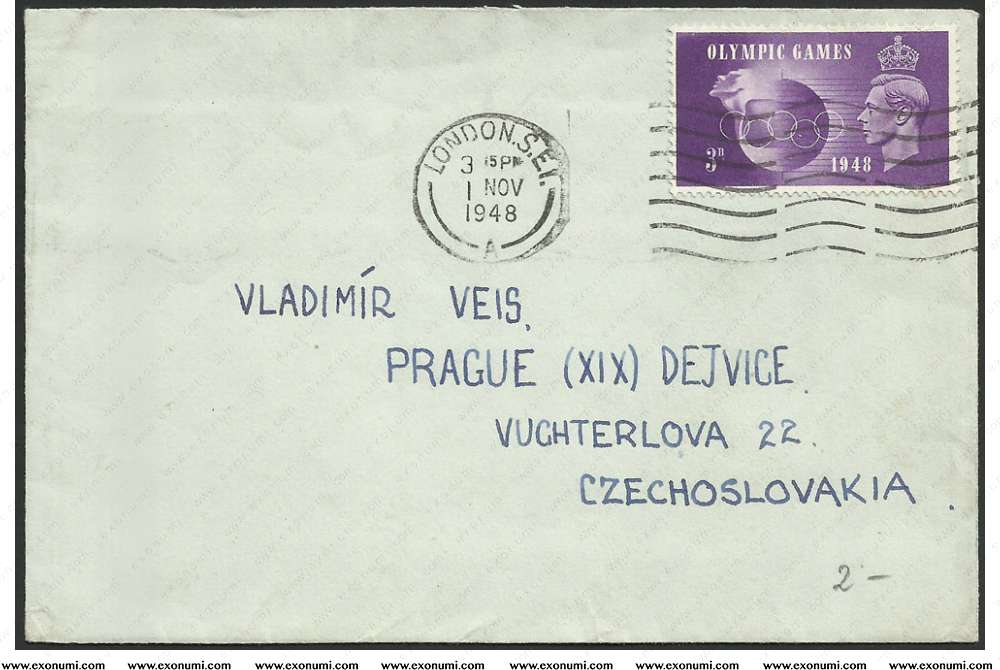 OLYMPIC GAMES
3D 1948
LONDON.S.E.1.
3 15PM
1 NOV
1948
A
VLADIMÍR VEIS,
PRAGUE (XIX) DEJVICE
VUCHTERLOVA 22.
CZECHOSLOVAKIA.
2-
www.exonumi.com www.exonumi.com www.exonumi.com www.exonumi.com www.exonumi.com www.exonumi.com www.exonumi.com www.exonumi.com